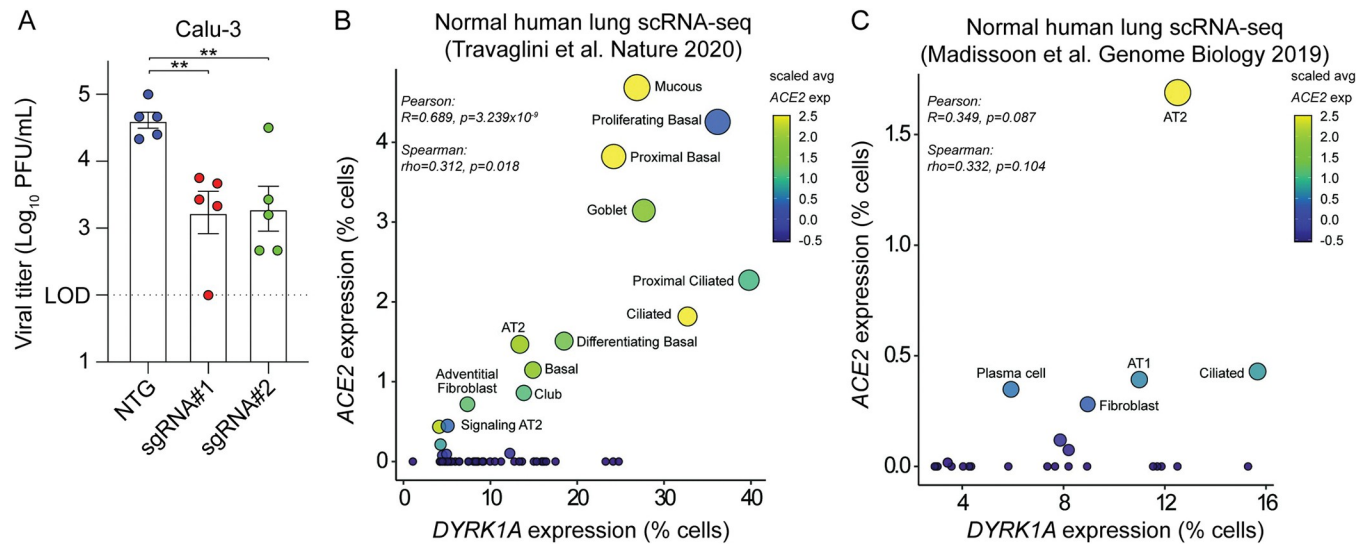 A
Calu-3
**
**
Viral titer (Log10 PFU/mL)
5
4
3
LOD
1
NTG
sgRNA#1
sgRNA#2
B
Normal human lung scRNA-seq
(Travaglini et al. Nature 2020)
Pearson:
R=0.689, p=3.239x10-9
Spearman:
rho=0.312, p=0.018
ACE2 expression (% cells)
4
3
2
1
0
Mucous
Proliferating Basal
Proximal Basal
Goblet
Proximal Ciliated
Ciliated
AT2
Differentiating Basal
Basal
Adventitial
Fibroblast
Club
Signaling AT2
0
10
20
30
40
DYRK1A expression (% cells)
scaled avg
ACE2 exp
2.5
2.0
1.5
1.0
0.5
0.0
-0.5
C
Normal human lung scRNA-seq
(Madissoon et al. Genome Biology 2019)
Pearson:
R=0.349, p=0.087
Spearman:
rho=0.332, p=0.104
ACE2 expression (% cells)
1.5
1.0
0.5
0.0
AT2
Plasma cell
AT1
Ciliated
Fibroblast
4
8
12
16
DYRK1A expression (% cells)
scaled avg
ACE2 exp
2.5
2.0
1.5
1.0
0.5
0.0
-0.5